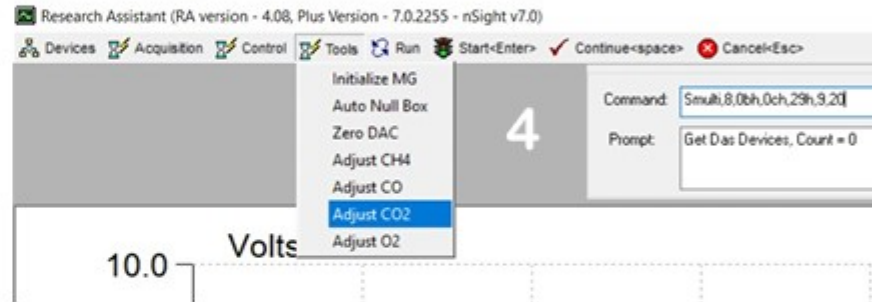 Research Assistant (RA version - 4.08, Plus Version - 7.0.2255 - nSight v7.0)
Devices Acquisition Control Tools Run Start<Enter> Continue<space> Cancel<Esc>
Initialize MG
Auto Null Box
Zero DAC
Adjust CH4
Adjust CO
Adjust CO2
Adjust O2
4
Command: Smulti,8,0bh,0ch,29h,9,20
Prompt: Get Das Devices, Count = 0
Volts
10.0